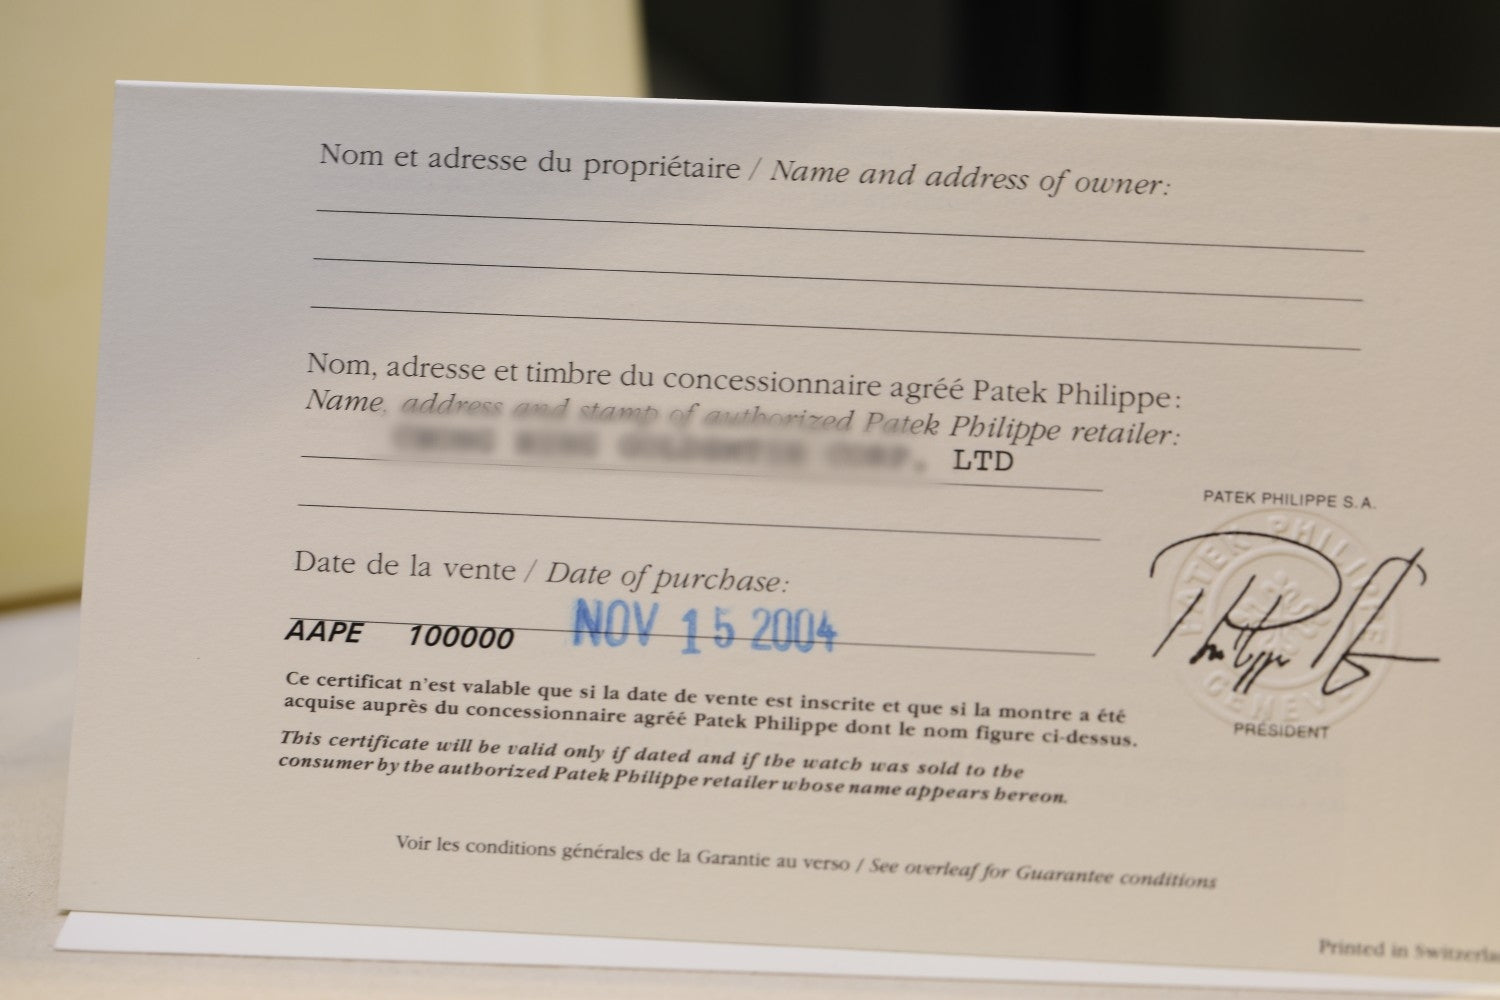 Nom et adresse du propriétaire / Name and address of owner:
Nom, adresse et timbre du concessionnaire agréé Patek Philippe:
Name, address and stamp of authorized Patek Philippe retailer:
LTD
PATEK PHILIPPE S.A.
PATEK PHILIPPE
GENEVE
PRÉSIDENT
Date de la vente / Date of purchase:
AAPE 100000 NOV 15 2004
Ce certificat n'est valable que si la date de vente est inscrite et que si la montre a été
acquise auprès du concessionnaire agréé Patek Philippe dont le nom figure ci-dessus.
This certificate will be valid only if dated and if the watch was sold to the
consumer by the authorized Patek Philippe retailer whose name appears hereon.
Voir les conditions générales de la Garantie au verso / See overleaf for Guarantee conditions
Printed in